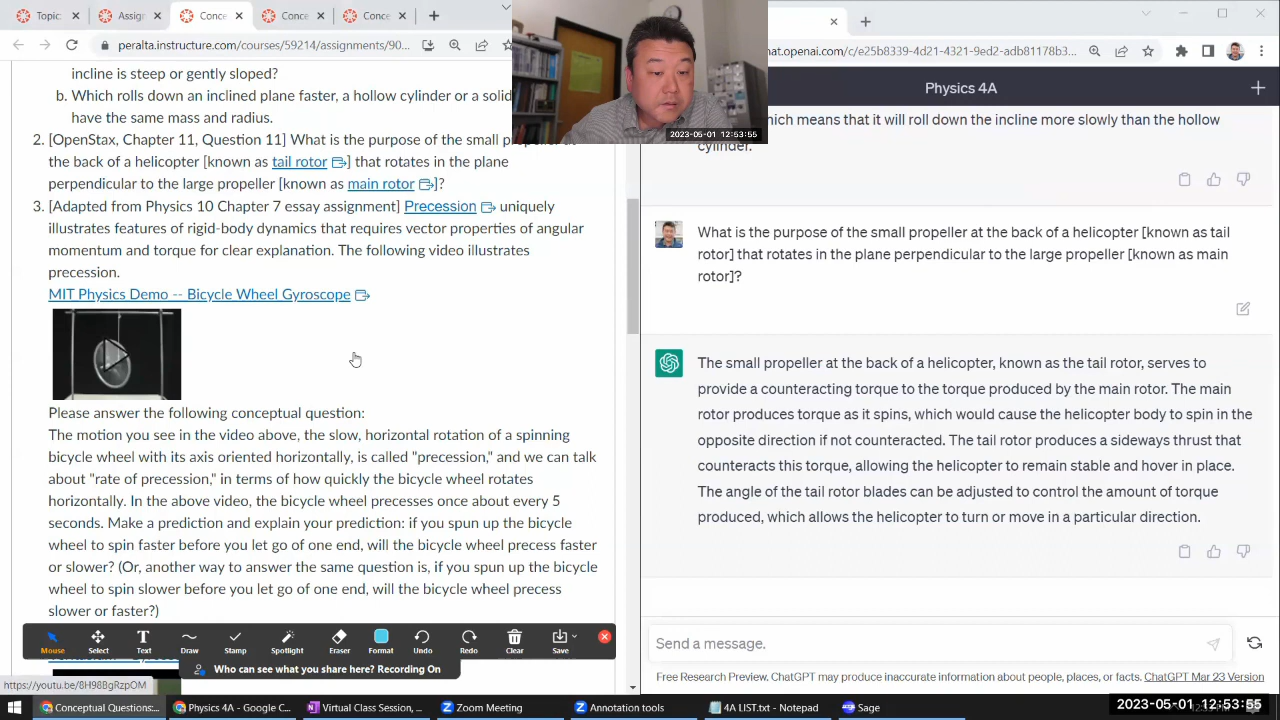 Conce
Assig
Conce
Conce
peralta.instructure.com/courses/59214/assignments/90...
hat.openai.com/c/e25b8339-4d21-4321-9ed2-adb81178b3...
2023-05-01 12:53:55
incline is steep or gently sloped?
b. Which rolls down an inclined plane faster, a hollow cylinder or a solid
have the same mass and radius.
2. [OpenStax, Chapter 11, Question 11] What is the purpose of the small
the back of a helicopter [known as tail rotor ] that rotates in the plane
perpendicular to the large propeller [known as main rotor ]?
3. [Adapted from Physics 10 Chapter 7 essay assignment] Precession uniquely
illustrates features of rigid-body dynamics that requires vector properties of angular
momentum and torque for clear explanation. The following video illustrates
precession.
MIT Physics Demo -- Bicycle Wheel Gyroscope
Please answer the following conceptual question:
The motion you see in the video above, the slow, horizontal rotation of a spinning
bicycle wheel with its axis oriented horizontally, is called "precession," and we can talk
about "rate of precession," in terms of how quickly the bicycle wheel rotates
horizontally. In the above video, the bicycle wheel precesses once about every 5
seconds. Make a prediction and explain your prediction: if you spun up the bicycle
wheel to spin faster before you let go of one end, will the bicycle wheel precess faster
or slower? (Or, another way to answer the same question is, if you spun up the bicycle
wheel to spin slower before you let go of one end, will the bicycle wheel precess
slower or faster?)
Mouse Select Text Draw Stamp Spotlight Eraser Format Undo Redo Clear Save
Who can see what you share here? Recording On
https://youtu.be/8H988gRzpOM
Physics 4A
which means that it will roll down the incline more slowly than the hollow
cylinder.
What is the purpose of the small propeller at the back of a helicopter [known as tail
rotor] that rotates in the plane perpendicular to the large propeller [known as main
rotor]?
The small propeller at the back of a helicopter, known as the tail rotor, serves to
provide a counteracting torque to the torque produced by the main rotor. The main
rotor produces torque as it spins, which would cause the helicopter body to spin in the
opposite direction if not counteracted. The tail rotor produces a sideways thrust that
counteracts this torque, allowing the helicopter to remain stable and hover in place.
The angle of the tail rotor blades can be adjusted to control the amount of torque
produced, which allows the helicopter to turn or move in a particular direction.
Send a message.
Free Research Preview. ChatGPT may produce inaccurate information about people, places, or facts. ChatGPT Mar 23 Version
Conceptual Questions:...
Physics 4A - Google C...
Virtual Class Session, ...
Zoom Meeting
Annotation tools
4A LIST.txt - Notepad
Sage
2023-05-01 12:53:55